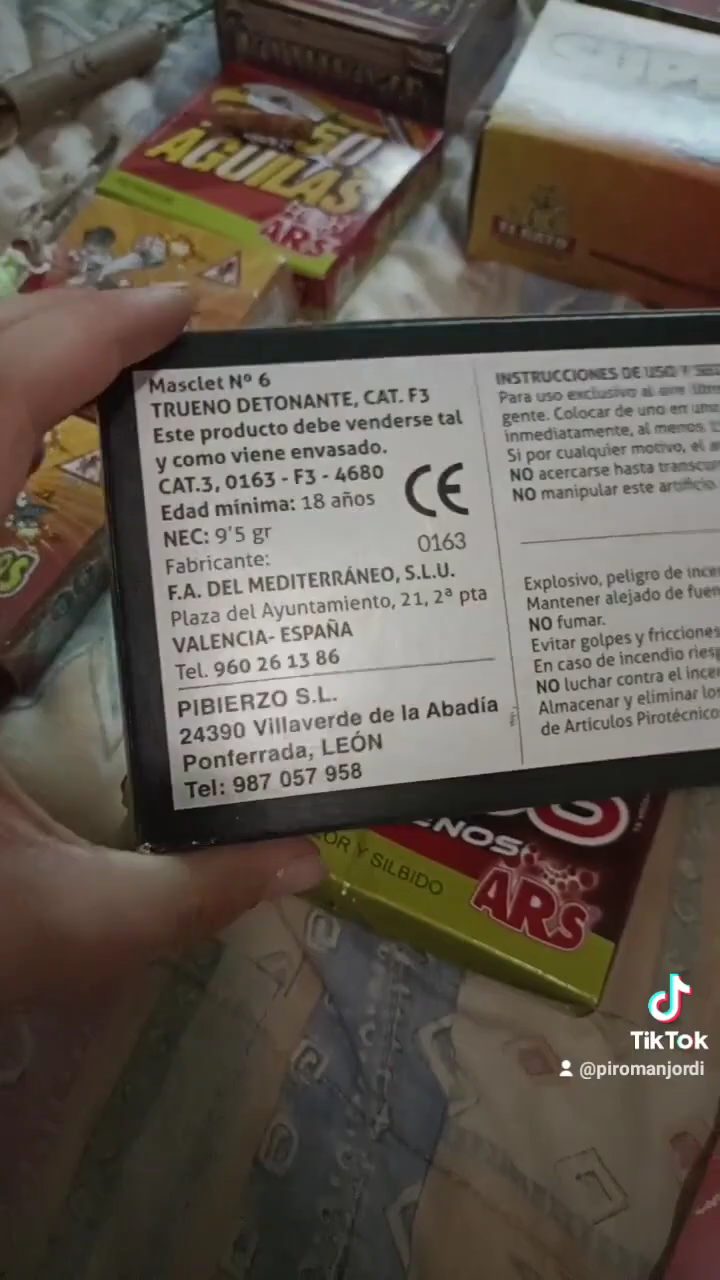 50
AGUILAS
ARS
Masclet Nº 6
TRUENO DETONANTE, CAT. F3
Este producto debe venderse tal
y como viene envasado.
CAT.3, 0163 - F3 - 4680
Edad mínima: 18 años
NEC: 9'5 gr
CE
0163
Fabricante:
F.A. DEL MEDITERRÁNEO, S.L.U.
Plaza del Ayuntamiento, 21, 2ª pta
VALENCIA- ESPAÑA
Tel. 960 26 13 86
PIBIERZO S.L.
24390 Villaverde de la Abadía
Ponferrada, LEÓN
Tel: 987 057 958
INSTRUCCIONES DE USO Y
Para uso exclusivo al aire libre
gente. Colocar de uno en una
inmediatamente, al menos
Si por cualquier motivo, el
NO acercarse hasta
NO manipular este artificio
Explosivo, peligro de
Mantener alejado de
NO fumar.
Evitar golpes y fricciones
En caso de incendio
NO luchar contra el
Almacenar y eliminar
de Artículos Pirotécnico
Y SILBIDO
ARS
TikTok
@piromanjordi